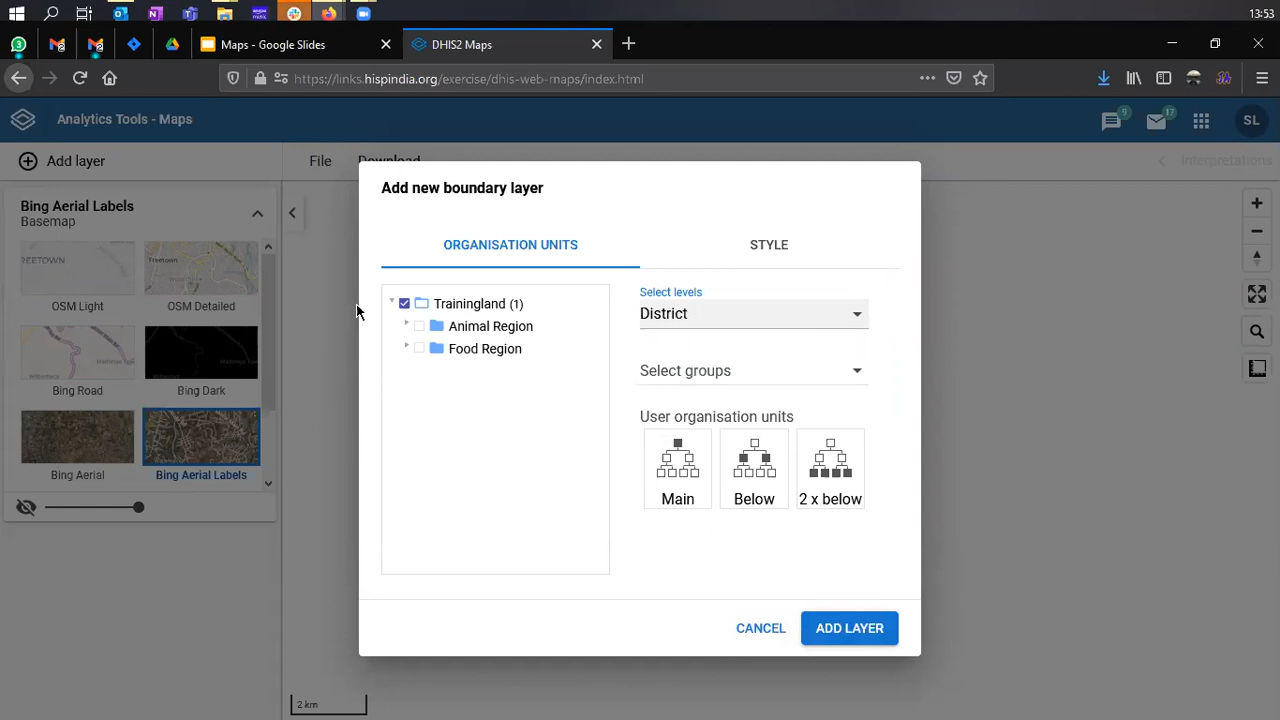 13:53
Maps - Google Slides
DHIS2 Maps
https://links.hispindia.org/exercise/dhis-web-maps/index.html
Analytics Tools - Maps
9
17
SL
Add layer
File
Download
Interpretations
Bing Aerial Labels
Basemap
OSM Light
OSM Detailed
Bing Road
Bing Dark
Bing Aerial
Bing Aerial Labels
Add new boundary layer
ORGANISATION UNITS
STYLE
Trainingland (1)
Animal Region
Food Region
Select levels
District
Select groups
User organisation units
Main
Below
2 x below
CANCEL
ADD LAYER
2 km